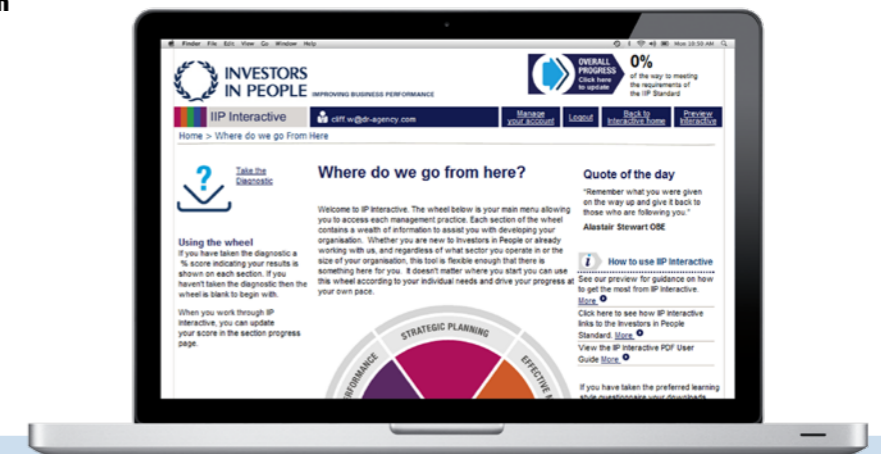 Finder File Edit View Go Window Help
Mon 10:50 AM
INVESTORS
IN PEOPLE
IMPROVING BUSINESS PERFORMANCE
OVERALL
PROGRESS
Click here
to update
0%
of the way to meeting
the requirements of
the IIP Standard
IIP Interactive
cliff.w@dr-agency.com
Manage
your account
Logout
Back to
Interactive home
Preview
Interactive
Home > Where do we go From Here
?
Take the
Diagnostic
Using the wheel
If you have taken the diagnostic a
% score indicating your results is
shown on each section. If you
haven't taken the diagnostic then the
wheel is blank to begin with.
When you work through IIP
Interactive, you can update
your score in the section progress
page.
Where do we go from here?
Welcome to IIP Interactive. The wheel below is your main menu allowing
you to access each management practice. Each section of the wheel
contains a wealth of information to assist you with developing your
organisation. Whether you are new to Investors in People or already
working with us, and regardless of what sector you operate in or the
size of your organisation, this tool is flexible enough that there is
something here for you. It doesn't matter where you start you can use
this wheel according to your individual needs and drive your progress at
your own pace.
STRATEGIC PLANNING
EFFECTIVE
Quote of the day
"Remember what you were given
on the way up and give it back to
those who are following you."
Alastair Stewart OBE
i How to use IIP Interactive
See our preview for guidance on how
to get the most from IIP Interactive.
More
Click here to see how IIP Interactive
links to the Investors in People
Standard. More
View the IIP Interactive PDF User
Guide More
If you have taken the preferred learning
style questionnaire your downloads